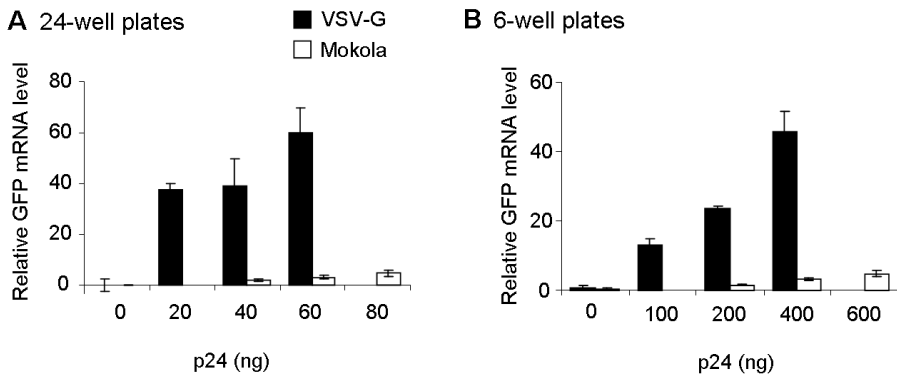 A 24-well plates
VSV-G
Mokola
Relative GFP mRNA level
80
60
40
20
0
0 20 40 60 80
p24 (ng)
B 6-well plates
Relative GFP mRNA level
60
40
20
0
0 100 200 400 600
p24 (ng)